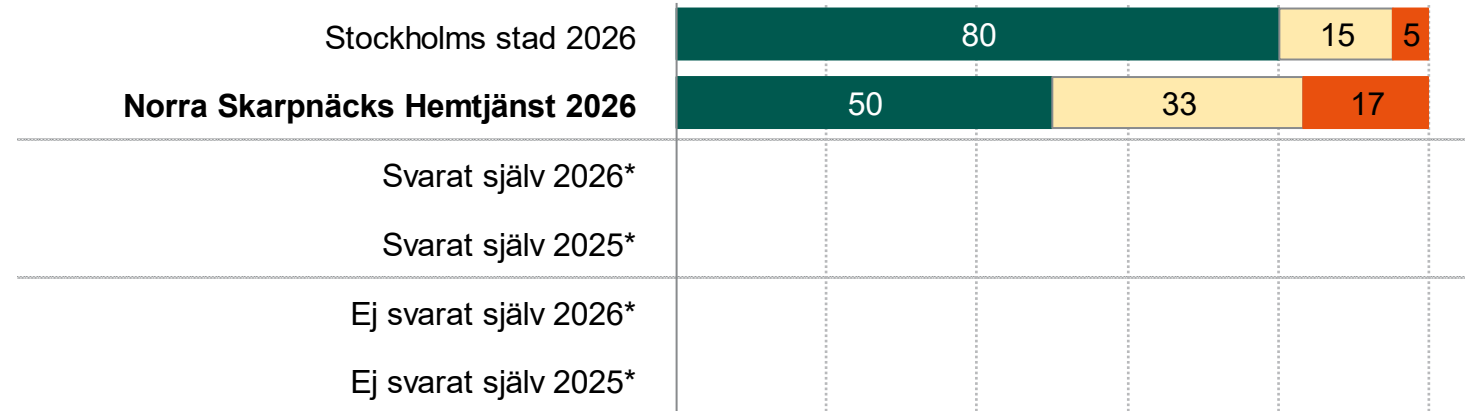 Stockholms stad 2026 80 15 5
Norra Skarpnäcks Hemtjänst 2026 50 33 17
Svarat själv 2026*
Svarat själv 2025*
Ej svarat själv 2026*
Ej svarat själv 2025*